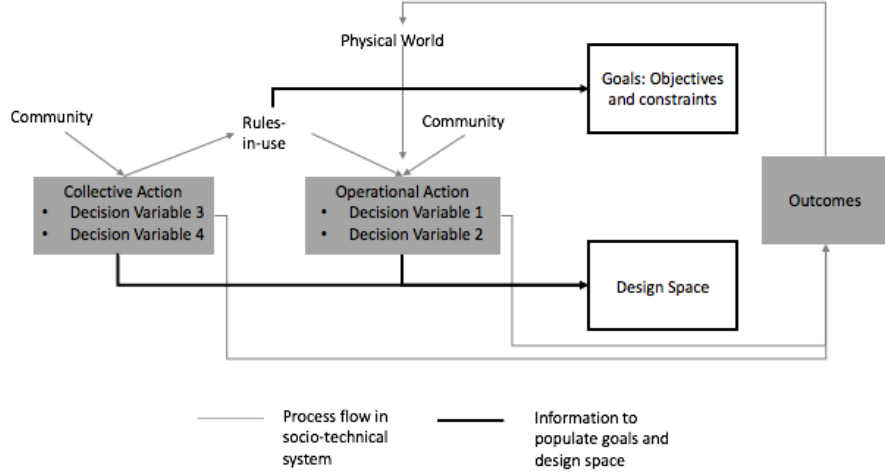 Physical World
Goals: Objectives
and constraints
Community
Rules-
in-use
Community
Collective Action
• Decision Variable 3
• Decision Variable 4
Operational Action
• Decision Variable 1
• Decision Variable 2
Outcomes
Design Space
Process flow in
socio-technical
system
Information to
populate goals and
design space